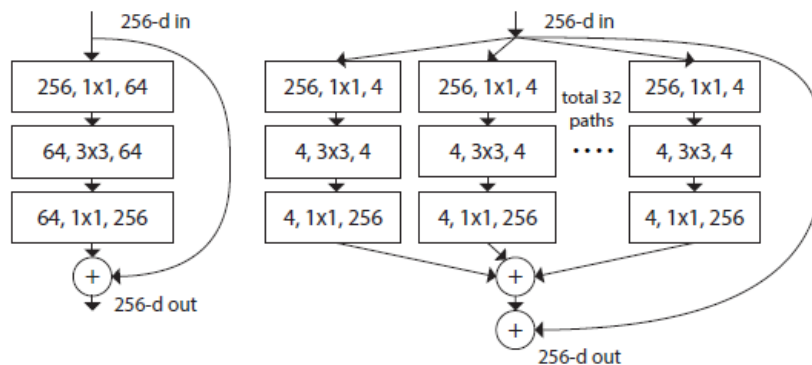 256-d in
256, 1x1, 64
64, 3x3, 64
64, 1x1, 256
+
256-d out
256-d in
256, 1x1, 4
256, 1x1, 4
total 32
paths
256, 1x1, 4
4, 3x3, 4
4, 3x3, 4
....
4, 3x3, 4
4, 1x1, 256
4, 1x1, 256
4, 1x1, 256
+
+
256-d out